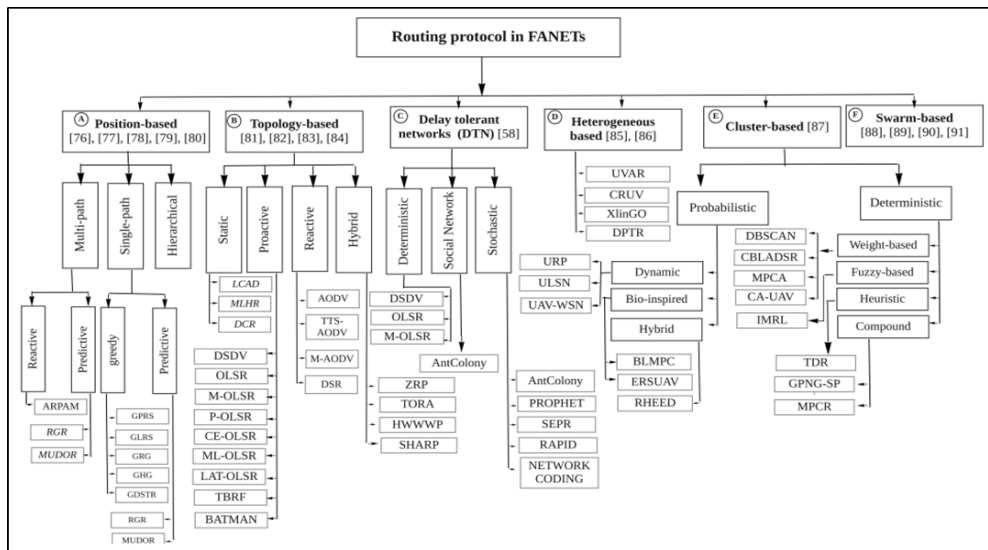 Routing protocol in FANETs
A
Position-based
[76], [77], [78], [79], [80]
B
Topology-based
[81], [82], [83], [84]
C
Delay tolerant
networks (DTN) [58]
D
Heterogeneous
based [85], [86]
E
Cluster-based [87]
F
Swarm-based
[88], [89], [90], [91]
Multi-path
Single-path
Hierarchical
Reactive
Predictive
greedy
Predictive
ARPAM
RGR
MUDOR
GPRS
GLRS
GRG
GHG
GDSTR
RGR
MUDOR
Static
Proactive
Reactive
Hybrid
LCAD
MLHR
DCR
DSDV
OLSR
M-OLSR
P-OLSR
CE-OLSR
ML-OLSR
LAT-OLSR
TBRF
BATMAN
AODV
TTS-
AODV
M-AODV
DSR
ZRP
TORA
HWWWP
SHARP
Deterministic
Social Network
Stochastic
DSDV
OLSR
M-OLSR
AntColony
AntColony
PROPHET
SEPR
RAPID
NETWORK
CODING
UVAR
CRUV
XlinGO
DPTR
Probabilistic
Dynamic
Bio-inspired
Hybrid
URP
ULSN
UAV-WSN
BLMPC
ERSUAV
RHEED
Deterministic
Weight-based
Fuzzy-based
Heuristic
Compound
DBSCAN
CBLADSR
MPCA
CA-UAV
IMRL
TDR
GPNG-SP
MPCR